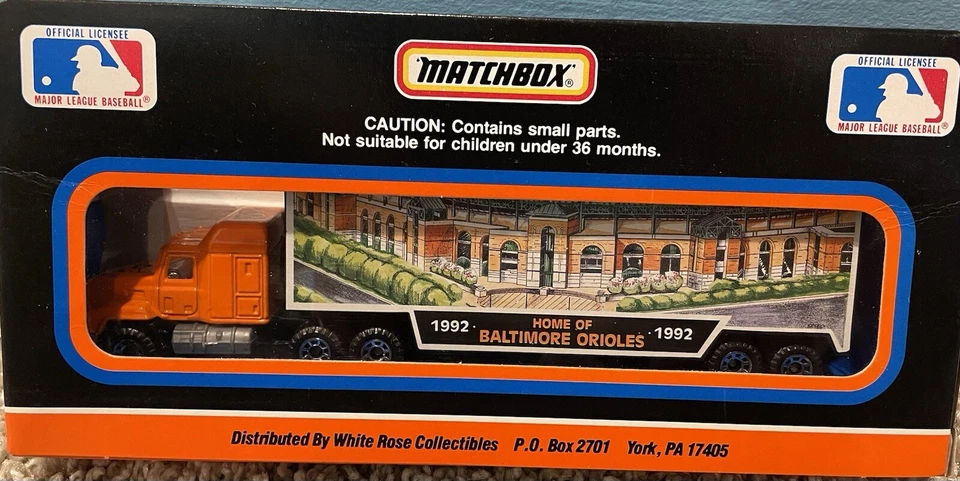 OFFICIAL LICENSEE
MAJOR LEAGUE BASEBALL®
'MATCHBOX'®
OFFICIAL LICENSEE
MAJOR LEAGUE BASEBALL®
CAUTION: Contains small parts.
Not suitable for children under 36 months.
1992 · HOME OF · 1992
BALTIMORE ORIOLES
Distributed By White Rose Collectibles P.O. Box 2701 York, PA 17405